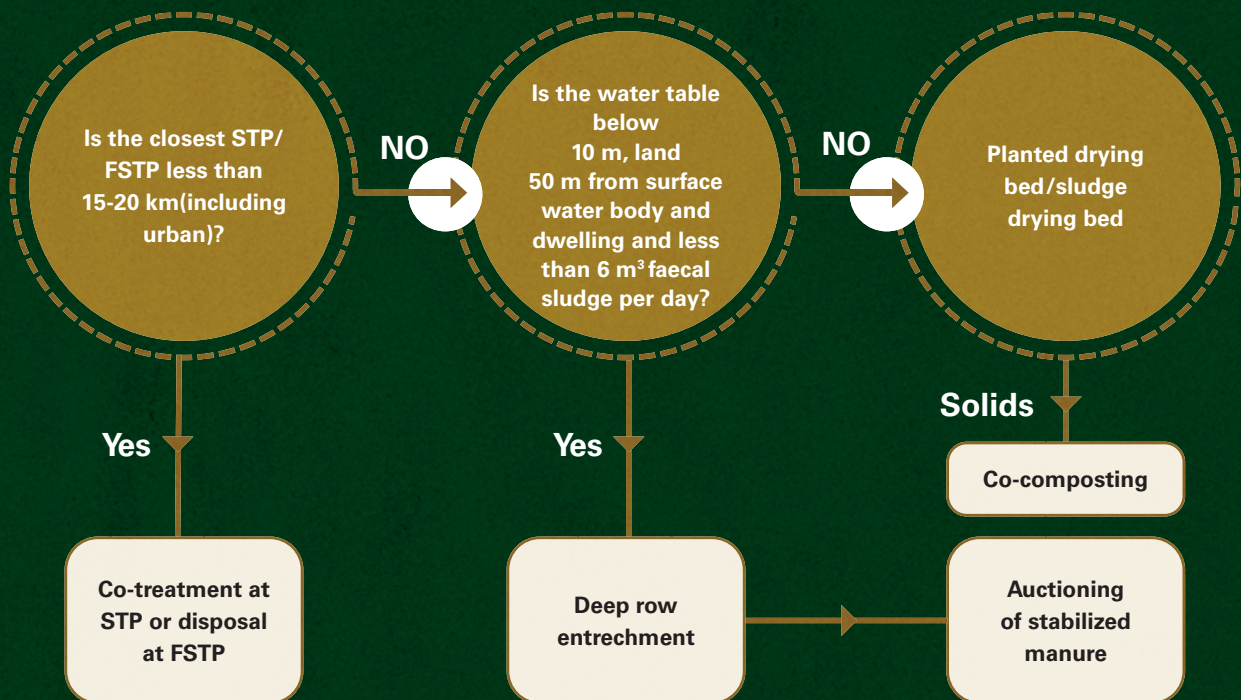 Is the closest STP/
FSTP less than
15-20 km(including
urban)?
NO
Is the water table
below
10 m, land
50 m from surface
water body and
dwelling and less
than 6 m³ faecal
sludge per day?
NO
Planted drying
bed/sludge
drying bed
Yes
Yes
Solids
Co-composting
Co-treatment at
STP or disposal
at FSTP
Deep row
entrechment
Auctioning
of stabilized
manure